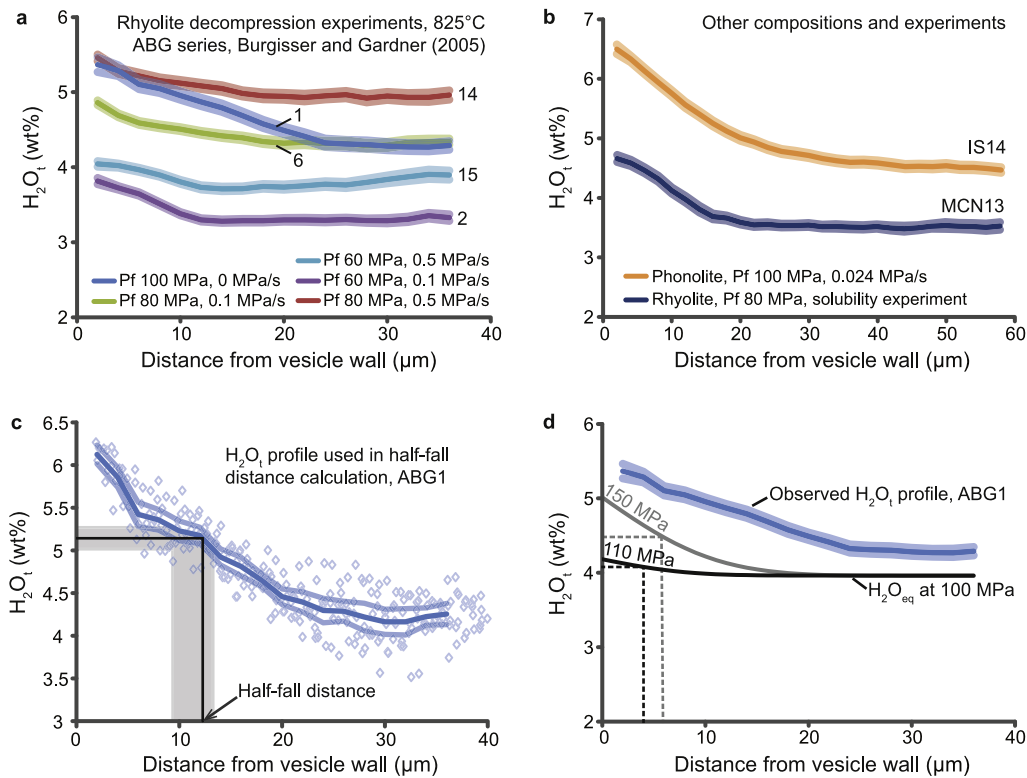 a
Rhyolite decompression experiments, 825°C
ABG series, Burgisser and Gardner (2005)
6
5
4
3
2
H₂Oₜ (wt%)
14
1
6
15
2
Pf 100 MPa, 0 MPa/s
Pf 80 MPa, 0.1 MPa/s
Pf 60 MPa, 0.5 MPa/s
Pf 60 MPa, 0.1 MPa/s
Pf 80 MPa, 0.5 MPa/s
0 10 20 30 40
Distance from vesicle wall (µm)
b
Other compositions and experiments
7
6
5
4
3
2
H₂Oₜ (wt%)
IS14
MCN13
Phonolite, Pf 100 MPa, 0.024 MPa/s
Rhyolite, Pf 80 MPa, solubility experiment
0 10 20 30 40 50 60
Distance from vesicle wall (µm)
c
H₂Oₜ profile used in half-fall
distance calculation, ABG1
6.5
6
5.5
5
4.5
4
3.5
3
H₂Oₜ (wt%)
Half-fall distance
0 10 20 30 40
Distance from vesicle wall (µm)
d
6
5
4
3
2
H₂Oₜ (wt%)
Observed H₂Oₜ profile, ABG1
150 MPa
110 MPa
H₂O_eq at 100 MPa
0 10 20 30 40
Distance from vesicle wall (µm)